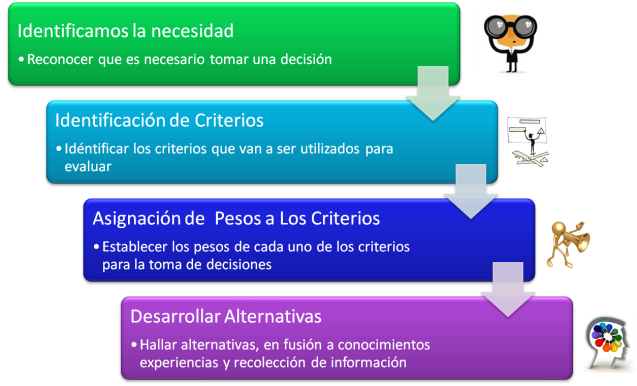 Identificamos la necesidad
• Reconocer que es necesario tomar una decisión
Identificación de Criterios
• Idéntificar los criterios que van a ser utilizados para
evaluar
Asignación de Pesos a Los Criterios
• Establecer los pesos de cada uno de los criterios
para la toma de decisiones
Desarrollar Alternativas
• Hallar alternativas, en fusión a conocimientos
experiencias y recolección de información